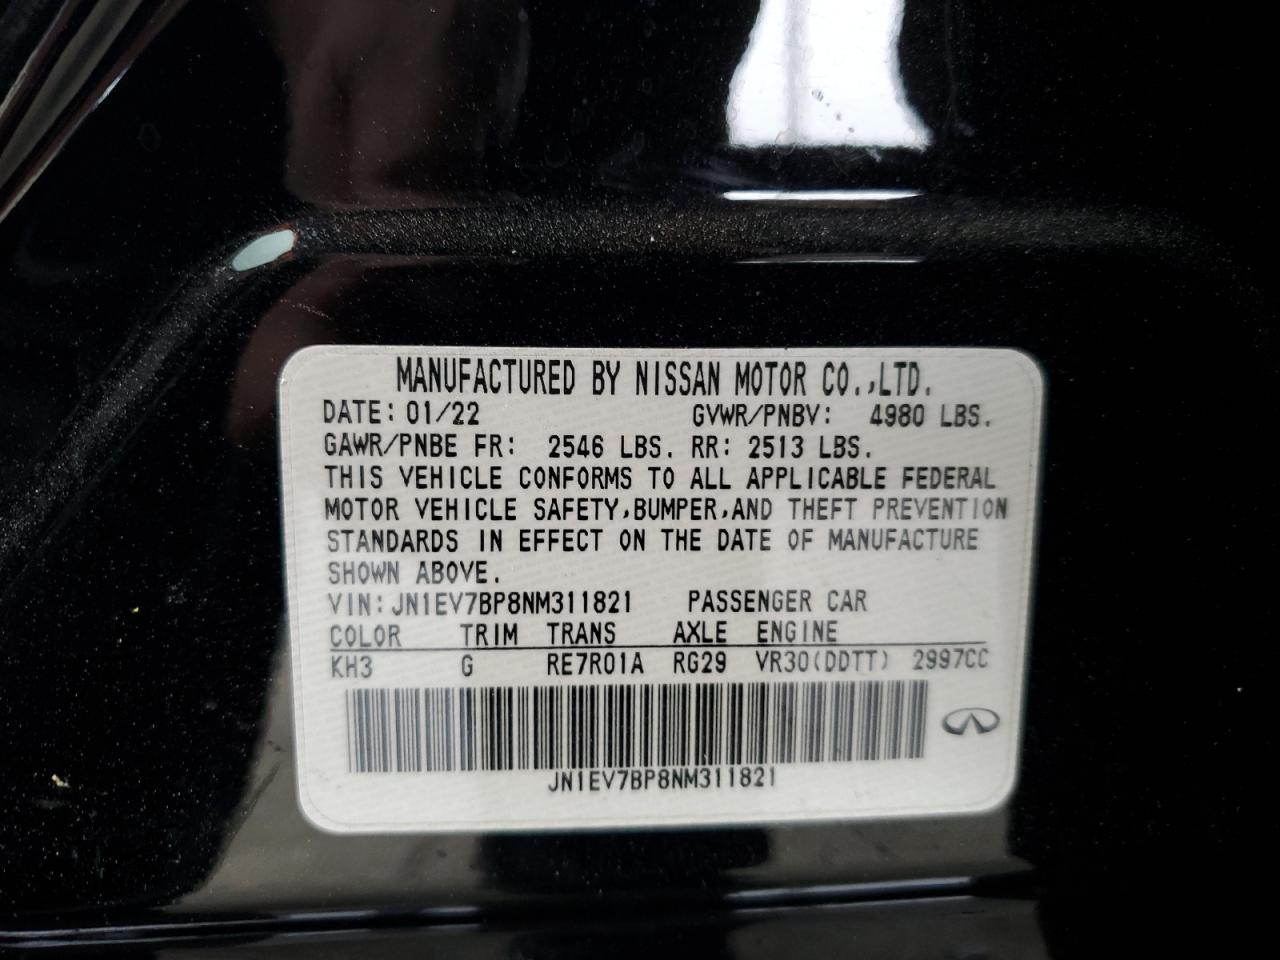 MANUFACTURED BY NISSAN MOTOR CO.,LTD.
DATE: 01/22 GVWR/PNBV: 4980 LBS.
GAWR/PNBE FR: 2546 LBS. RR: 2513 LBS.
THIS VEHICLE CONFORMS TO ALL APPLICABLE FEDERAL
MOTOR VEHICLE SAFETY,BUMPER,AND THEFT PREVENTION
STANDARDS IN EFFECT ON THE DATE OF MANUFACTURE
SHOWN ABOVE.
VIN:JN1EV7BP8NM311821 PASSENGER CAR
COLOR TRIM TRANS AXLE ENGINE
KH3 G RE7R01A RG29 VR30(DDTT) 2997CC
JN1EV7BP8NM311821